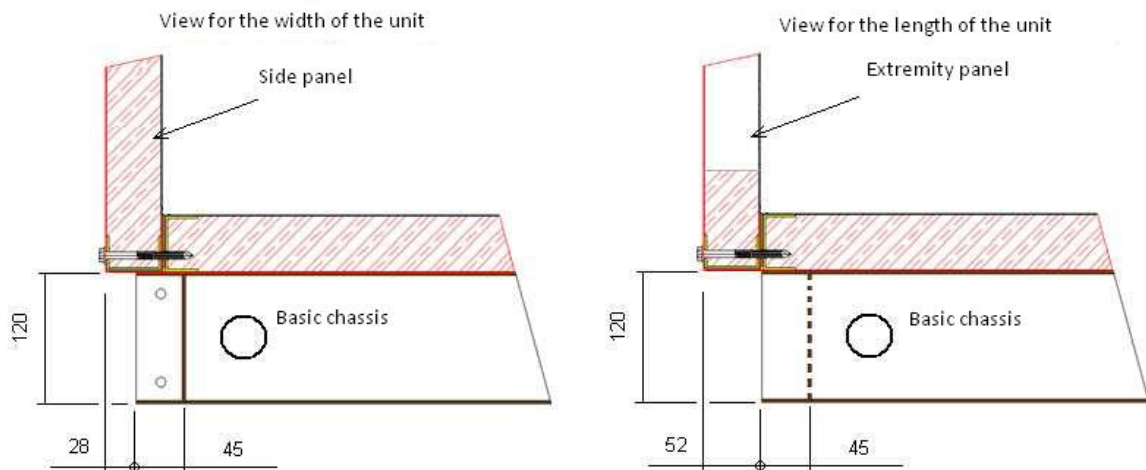 View for the width of the unit
Side panel
Basic chassis
120
28
45
View for the length of the unit
Extremity panel
Basic chassis
120
52
45